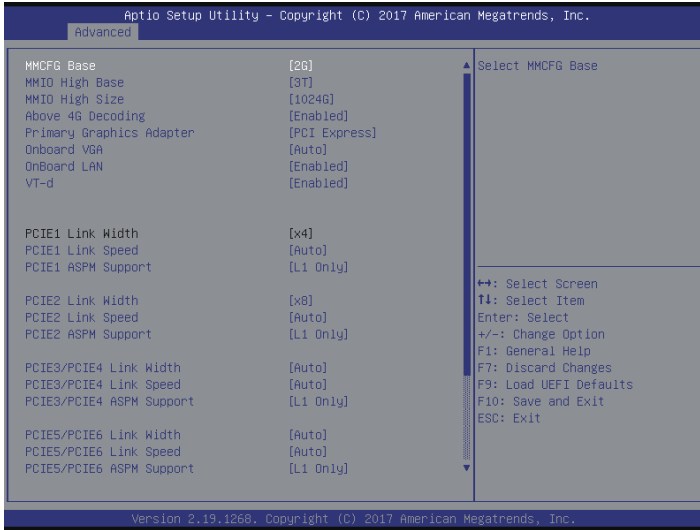 Aptio Setup Utility – Copyright (C) 2017 American Megatrends, Inc.
Advanced
MMCFG Base [2G]
MMIO High Base [3T]
MMIO High Size [1024G]
Above 4G Decoding [Enabled]
Primary Graphics Adapter [PCI Express]
Onboard VGA [Auto]
OnBoard LAN [Enabled]
VT-d [Enabled]
PCIE1 Link Width [x4]
PCIE1 Link Speed [Auto]
PCIE1 ASPM Support [L1 Only]
PCIE2 Link Width [x8]
PCIE2 Link Speed [Auto]
PCIE2 ASPM Support [L1 Only]
PCIE3/PCIE4 Link Width [Auto]
PCIE3/PCIE4 Link Speed [Auto]
PCIE3/PCIE4 ASPM Support [L1 Only]
PCIE5/PCIE6 Link Width [Auto]
PCIE5/PCIE6 Link Speed [Auto]
PCIE5/PCIE6 ASPM Support [L1 Only]
Select MMCFG Base
↔: Select Screen
↑↓: Select Item
Enter: Select
+/-: Change Option
F1: General Help
F7: Discard Changes
F9: Load UEFI Defaults
F10: Save and Exit
ESC: Exit
Version 2.19.1268. Copyright (C) 2017 American Megatrends, Inc.